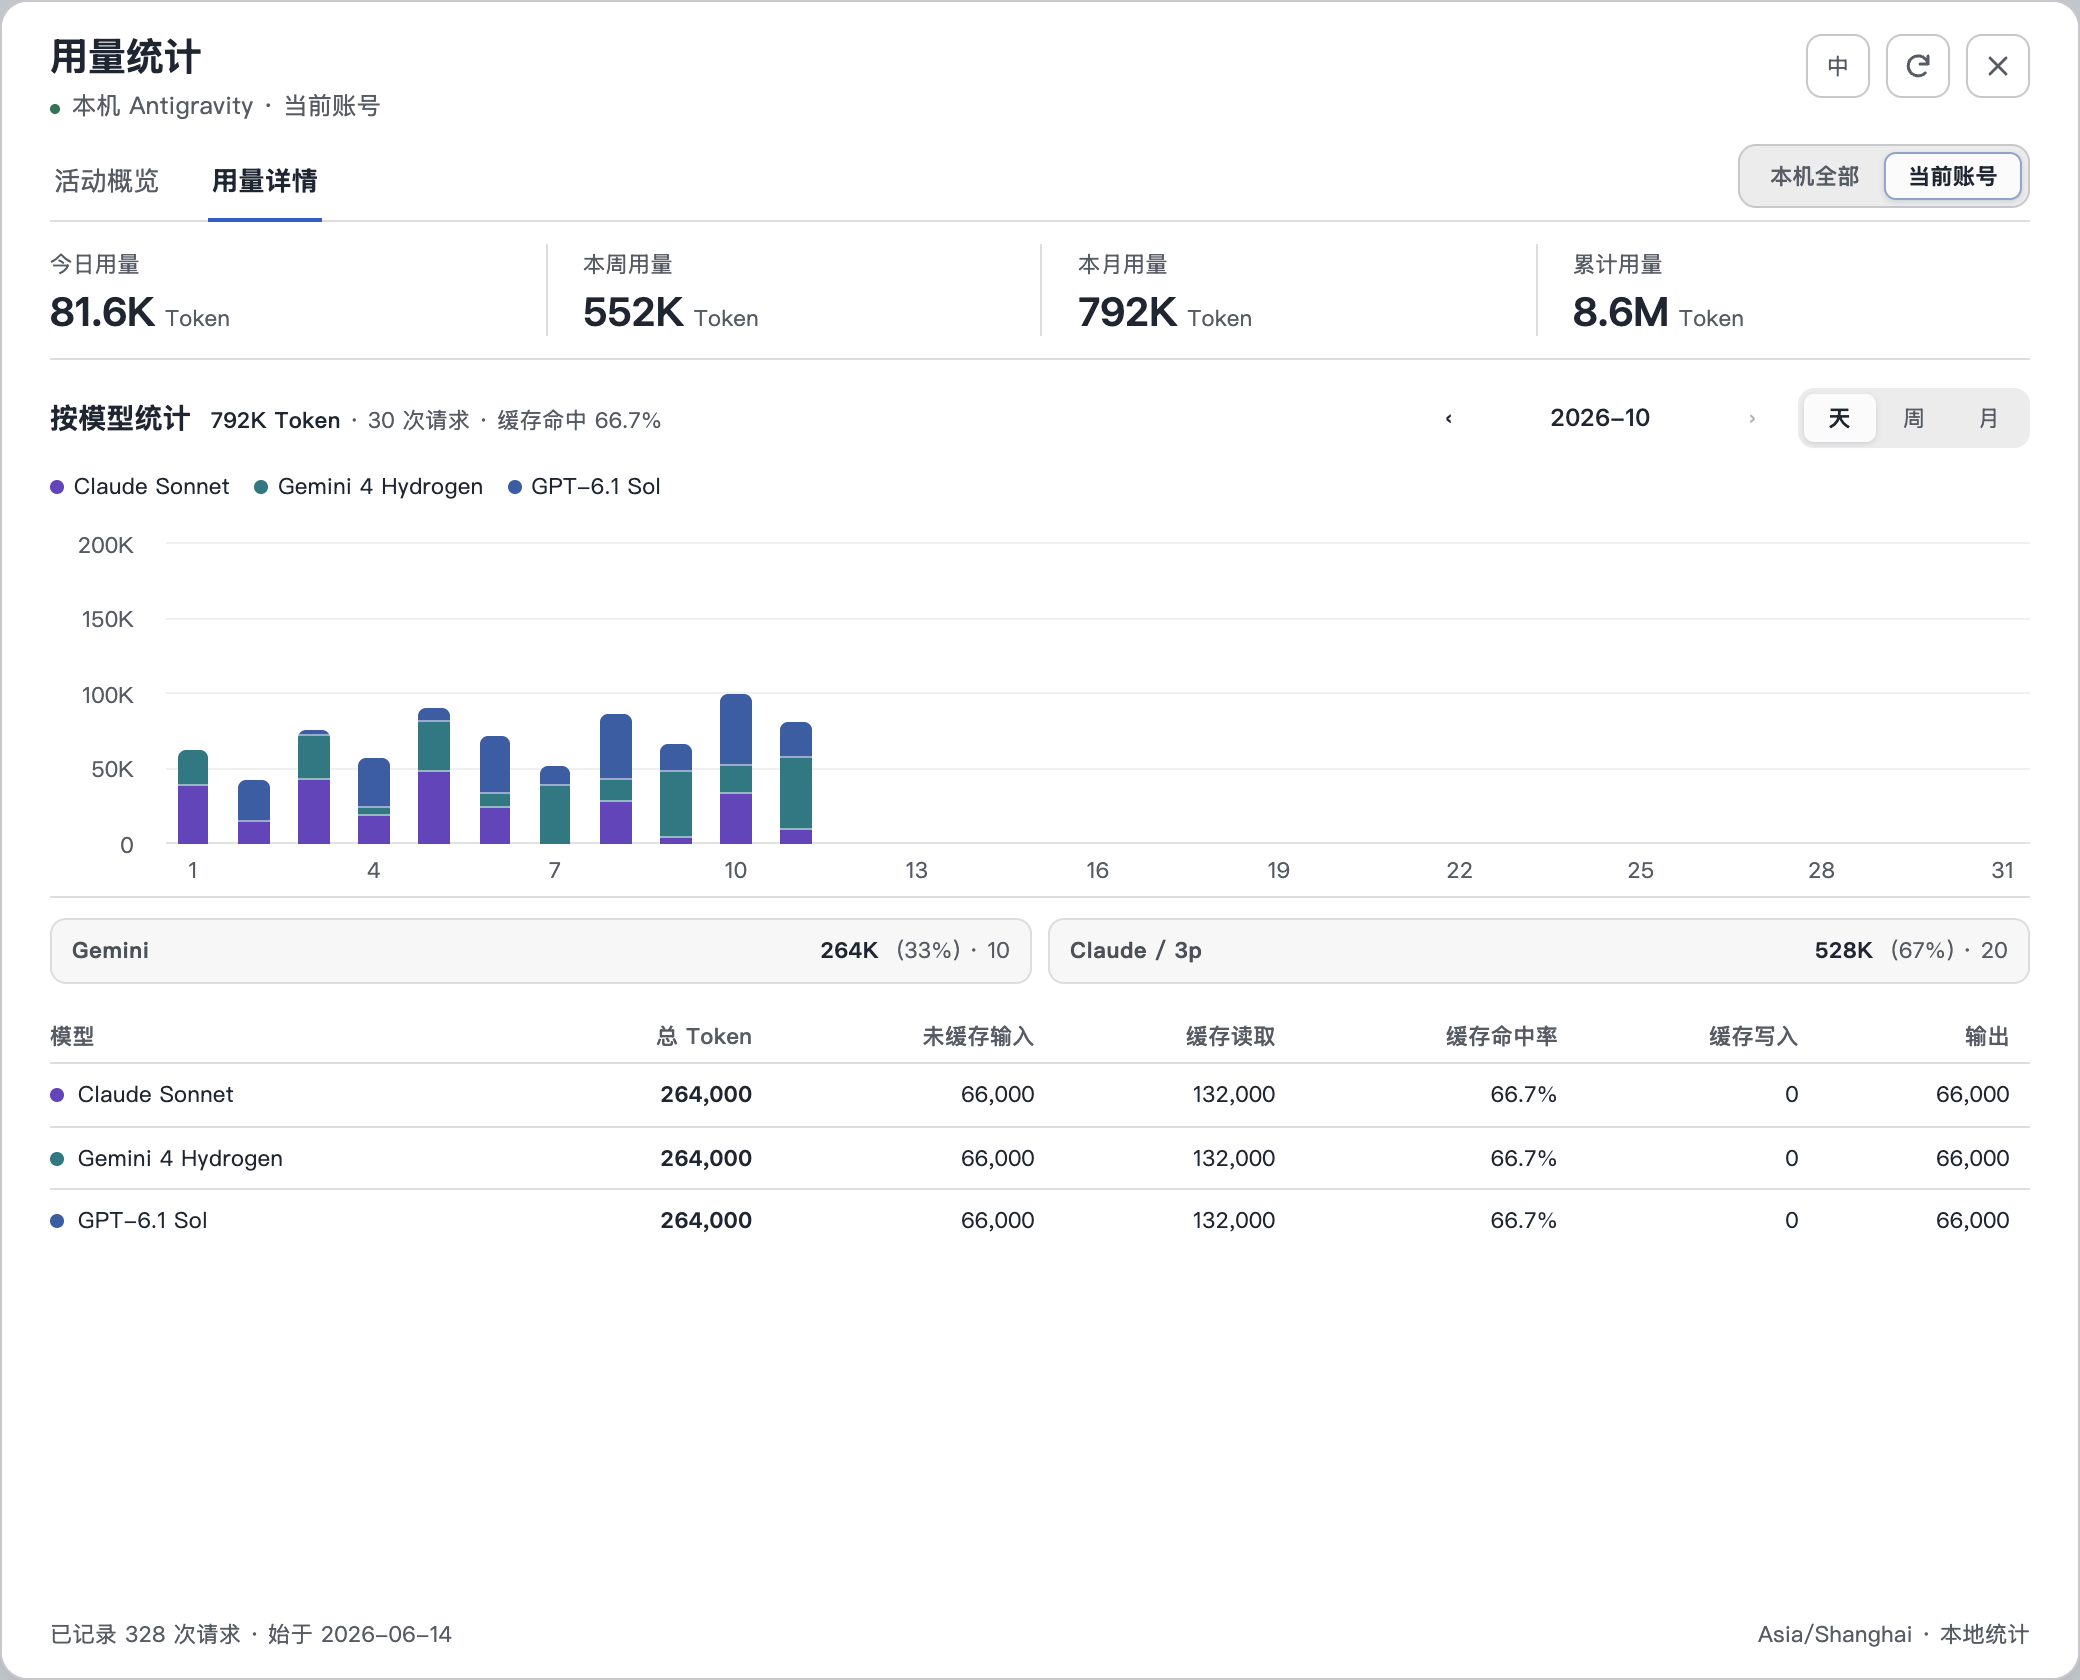 用量统计
中
本机 Antigravity · 当前账号
活动概览 用量详情 本机全部 当前账号
今日用量 本周用量 本月用量 累计用量
81.6K Token 552K Token 792K Token 8.6M Token
按模型统计 792K Token · 30 次请求 · 缓存命中 66.7% ‹ 2026-10 › 天 周 月
Claude Sonnet Gemini 4 Hydrogen GPT-6.1 Sol
200K
150K
100K
50K
0
1 4 7 10 13 16 19 22 25 28 31
Gemini 264K (33%) · 10 Claude / 3p 528K (67%) · 20
模型 总 Token 未缓存输入 缓存读取 缓存命中率 缓存写入 输出
Claude Sonnet 264,000 66,000 132,000 66.7% 0 66,000
Gemini 4 Hydrogen 264,000 66,000 132,000 66.7% 0 66,000
GPT-6.1 Sol 264,000 66,000 132,000 66.7% 0 66,000
已记录 328 次请求 · 始于 2026-06-14 Asia/Shanghai · 本地统计